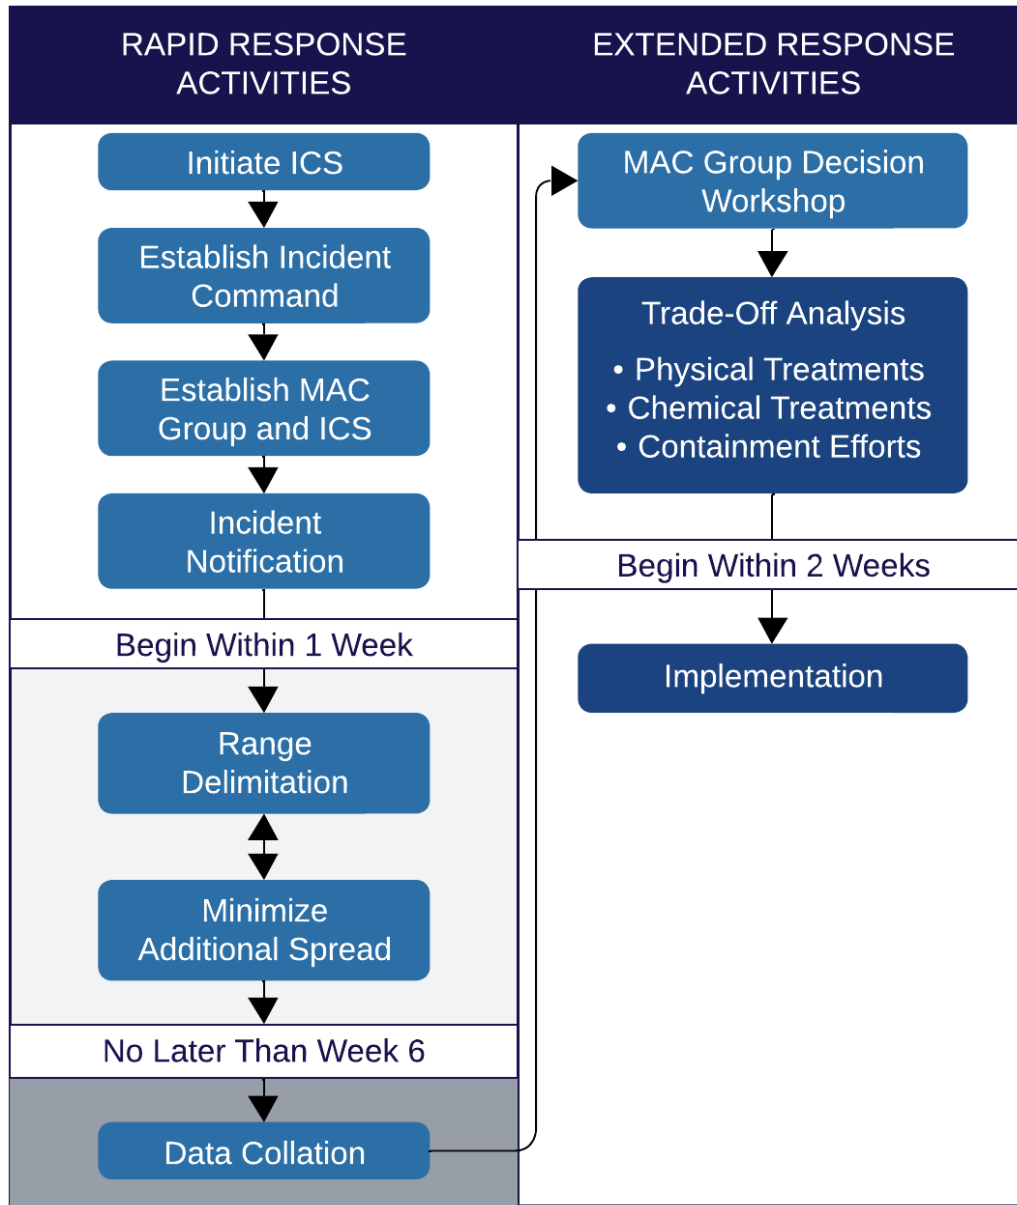 RAPID RESPONSE
ACTIVITIES
Initiate ICS
Establish Incident
Command
Establish MAC
Group and ICS
Incident
Notification
Begin Within 1 Week
Range
Delimitation
Minimize
Additional Spread
No Later Than Week 6
Data Collation
EXTENDED RESPONSE
ACTIVITIES
MAC Group Decision
Workshop
Trade-Off Analysis
• Physical Treatments
• Chemical Treatments
• Containment Efforts
Begin Within 2 Weeks
Implementation